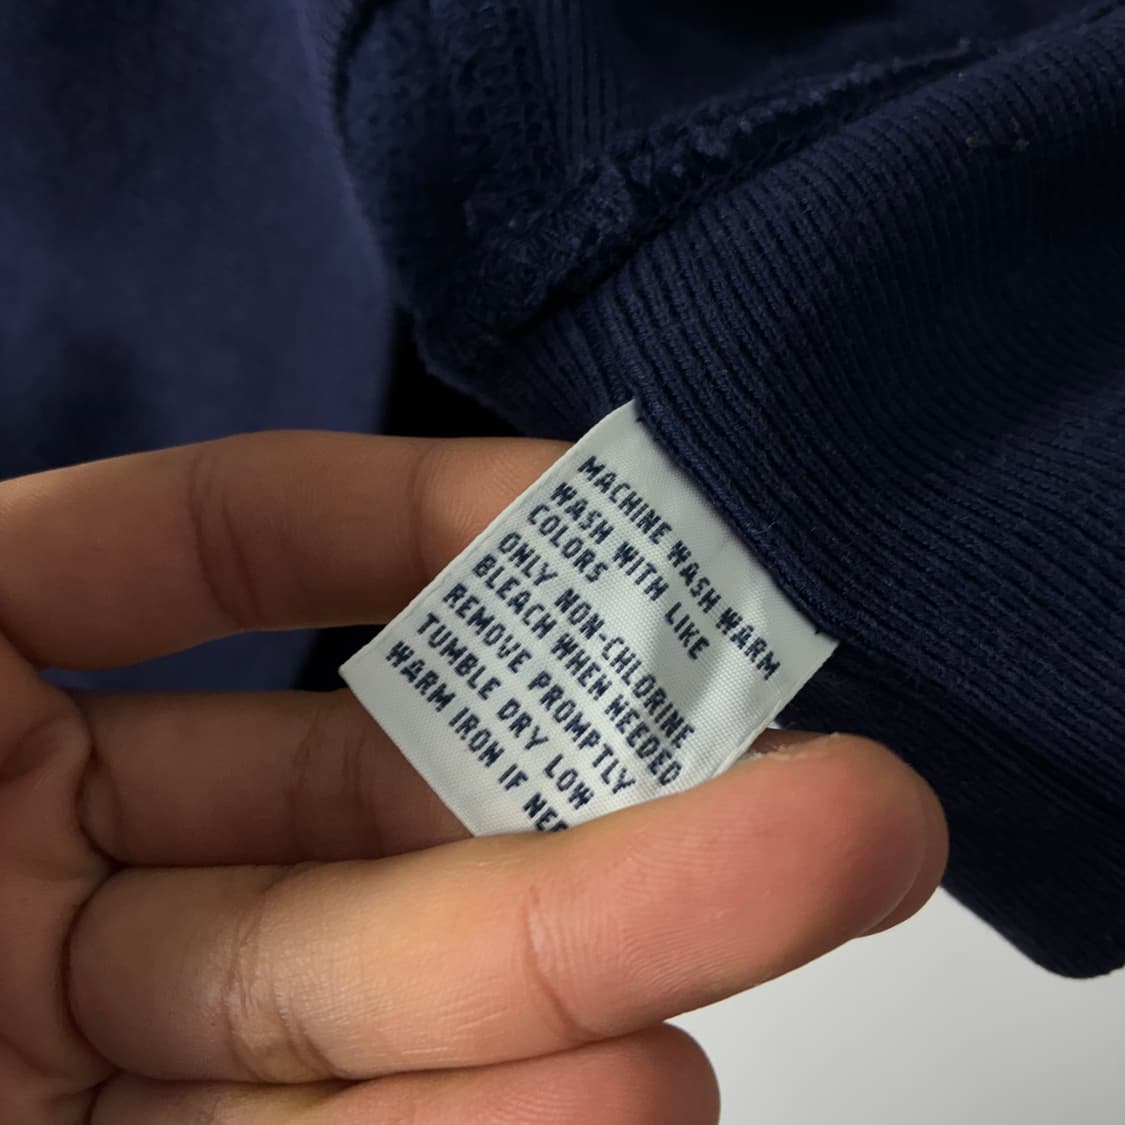 MACHINE WASH WARM
WASH WITH LIKE
COLORS
ONLY NON-CHLORINE
BLEACH WHEN NEEDED
REMOVE PROMPTLY
TUMBLE DRY LOW
WARM IRON IF